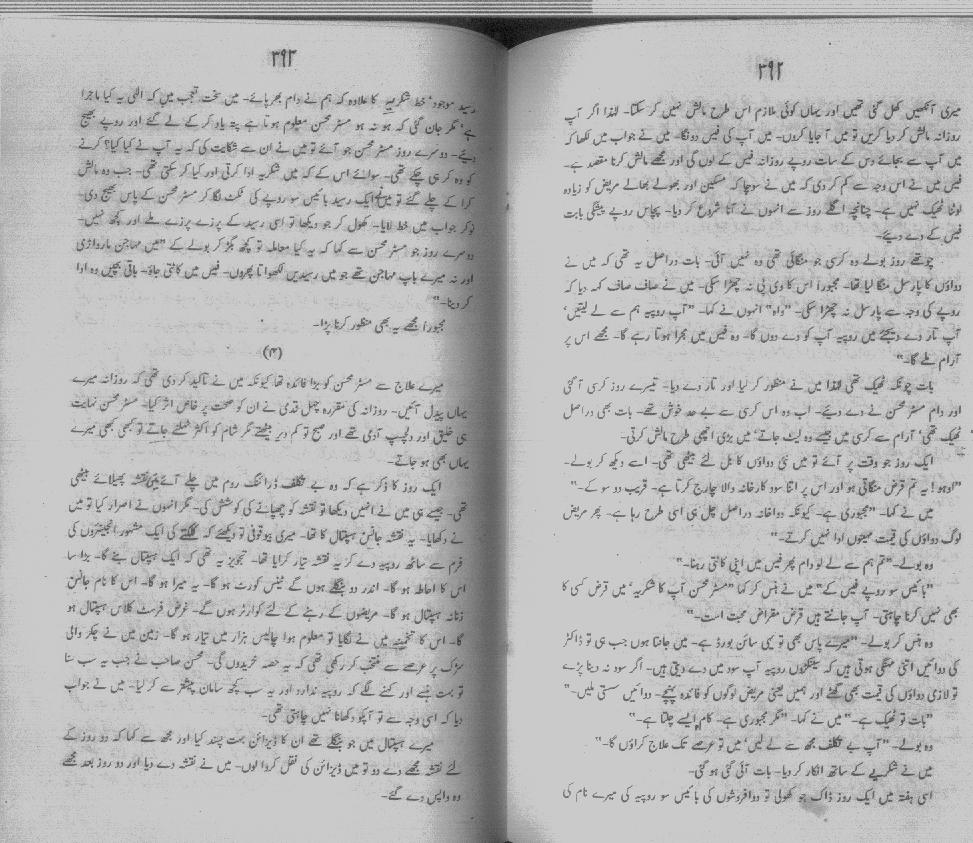 ۳۹۲
میری آنکھیں کھل گئی تھیں اور یہاں کوئی ملازم اس طرح مالش نہیں کر سکتا۔ لہٰذا اگر آپ
روزانہ مالش کر دیا کریں تو میں آ جایا کروں۔ میں آپ کی فیس دونگا۔ میں نے جواب میں لکھا کہ
میں آپ سے بجائے دس کے سات روپے روزانہ فیس کے لوں گی اور مجھے مالش کرنا مقصد ہے۔
فیس میں نے اس وجہ سے کم کر دی کہ میں نے سوچا کہ مسکین اور بھولے بھالے مریض کو زیادہ
لوٹنا ٹھیک نہیں ہے۔ چنانچہ اگلے روز سے انہوں نے آنا شروع کر دیا۔ پچاس روپے پیشگی بابت
فیس کے دے دیئے۔
چوتھے روز بولے وہ کرسی جو منگائی تھی وہ نہیں آئی۔ بات دراصل یہ تھی کہ میں نے
دواؤں کا پارسل منگا لیا تھا۔ مجبوراً اس کا وی پی نہ چھڑا سکی۔ میں نے صاف صاف کہہ دیا کہ
روپے کی وجہ سے پارسل نہ چھڑا سکی۔ "واہ" انہوں نے کہا۔ "آپ روپیہ ہم سے لے لیتیں'
آپ تار دے دیجئے میں روپیہ آپ کو دے دوں گا۔ وہ فیس میں مجرا ہوتا رہے گا۔ مجھے اس پر
آرام ملے گا۔"
بات چونکہ ٹھیک تھی لہٰذا میں نے منظور کر لیا اور تار دے دیا۔ تیسرے روز کرسی آ گئی
اور دام مسٹر محسن نے دے دیئے۔ اب وہ اس کرسی سے بے حد خوش تھے۔ بات بھی دراصل
ٹھیک تھی' آرام سے کرسی میں جیسے وہ لیٹ جاتے' میں بڑی اچھی طرح مالش کرتی۔
ایک روز جو وقت پر آئے تو میں نئی دواؤں کا بل لئے بیٹھی تھی۔ اسے دیکھ کر بولے۔
"اوہو! یہ تم قرض منگاتی ہو اور اس پر اتنا سود کارخانہ والا چارج کرتا ہے۔ قریب دو سو کے۔"
میں نے کہا۔ "مجبوری ہے۔ کیونکہ دواخانہ دراصل چل ہی اسی طرح رہا ہے۔ پھر مریض
لوگ دواؤں کی قیمت مہینوں ادا نہیں کرتے۔"
وہ بولے۔ "تم ہم سے لے لو دام پھر فیس میں اپنی کاٹتی رہنا۔"
"بائیس سو روپے فیس کے" میں نے ہنس کر کہا "مسٹر محسن آپ کا شکریہ' میں قرض کسی کا
بھی نہیں کرنا چاہتی۔ آپ جانتے ہیں قرض مقراض محبت است۔"
وہ ہنس کر بولے۔ "میرے پاس بھی تو یہی سائن بورڈ ہے۔ میں جانتا ہوں جب ہی تو ڈاکٹر
کی دوائیں اتنی مہنگی ہوتی ہیں کہ سینکڑوں روپیہ آپ سود میں دے دیتی ہیں۔ اگر سود نہ دینا پڑے
تو لازمی دواؤں کی قیمت بھی گھٹے اور ہمیں یعنی مریض لوگوں کو فائدہ پہنچے۔ دوائیں سستی ملیں۔"
"بات تو ٹھیک ہے۔" میں نے کہا۔ "مگر مجبوری ہے۔ کام ایسے چلتا ہے۔"
وہ بولے۔ "آپ بے تکلف مجھ سے لے لیں' میں تو عرصے تک علاج کراؤں گا۔"
میں نے شکریے کے ساتھ انکار کر دیا۔ بات آئی گئی ہو گئی۔
اسی ہفتہ میں ایک روز ڈاک جو کھولی تو دوا فروشوں کی بائیس سو روپیہ کی میرے نام کی
۳۹۳
رسید موجود' خط شکریے کا علاوہ کہ ہم نے دام بھر پائے۔ میں سخت تعجب میں کہ الٰہی یہ کیا ماجرا
ہے' مگر جان گئی کہ ہو نہ ہو مسٹر محسن معلوم ہوتا ہے پتہ یاد کر کے لے گئے اور روپے بھیج
دیئے۔ دوسرے روز مسٹر محسن جو آئے تو میں نے ان سے شکایت کی کہ یہ آپ نے کیا کیا؟ کرنے
کو وہ کر ہی چکے تھے۔ سوائے اس کے کہ میں شکریہ ادا کرتی اور کیا کر سکتی تھی۔ جب وہ مالش
کرا کے چلے گئے تو میں نے ایک رسید بائیس سو روپے کی ٹکٹ لگا کر مسٹر محسن کے پاس بھیج دی۔
نوکر جواب میں خط لایا۔ کھول کر جو دیکھا تو اسی رسید کے پرزے پرزے ملے اور کچھ نہیں۔
دوسرے روز جو مسٹر محسن سے کہا کہ یہ کیا معاملہ تو کچھ بگڑ کر بولے کے "میں مہاجن مارواڑی
اور نہ میرے باپ مہاجن تھے جو میں رسیدیں لکھواتا پھروں۔ فیس میں کاٹتی جاؤ۔ باقی بچیں وہ ادا
کر دینا۔"
مجبوراً مجھے یہ بھی منظور کرنا پڑا۔
(۴)
میرے علاج سے مسٹر محسن کو بڑا فائدہ تھا کیونکہ میں نے تاکید کر دی تھی کہ روزانہ میرے
یہاں پیدل آئیں۔ روزانہ کی مقررہ چہل قدمی نے ان کو صحت پر خاص اثر کیا۔ مسٹر محسن نہایت
ہی خلیق اور دلچسپ آدمی تھے اور صبح تو کم دیر بیٹھتے مگر شام کو اکثر ٹہلنے جاتے تو کبھی کبھی میرے
یہاں بھی ہو جاتے۔
ایک روز کا ذکر ہے کہ وہ بے تکلف ڈرائنگ روم میں چلے آئے میں نقشہ پھیلائے بیٹھی
تھی۔ جیسے ہی میں نے انہیں دیکھا تو نقشہ کو چھپانے کی کوشش کی۔ مگر انہوں نے اصرار کیا تو میں
نے دکھایا۔ یہ نقشہ جانسن ہسپتال کا تھا۔ میری بیوقوفی تو دیکھئے کہ کلکتے کی ایک مشہور انجینئروں کی
فرم سے ساٹھ روپیہ دے کر یہ نقشہ تیار کرایا تھا۔ تجویز یہ تھی کہ ایک ہسپتال بنے گا۔ بڑا سا
اس کا احاطہ ہو گا۔ اندر دو بنگلے ہوں گے ٹینس کورٹ ہو گا۔ یہ میرا ہو گا۔ اس کا نام جانسن
زنانہ ہسپتال ہو گا۔ مریضوں کے رہنے کے لئے کوارٹر ہوں گے۔ غرض فرسٹ کلاس ہسپتال ہو
گا۔ اس کا تخمینہ میں نے لگایا تو معلوم ہوا چالیس ہزار میں تیار ہو گا۔ زمین میں نے چکر والی
سڑک پر عرصے سے منتخب کر رکھی تھی کہ یہ حصہ خریدوں گی۔ محسن صاحب نے جب یہ سب سنا
تو بہت ہنسے اور کہنے لگے کہ روپیہ ندارد اور یہ سب کچھ سامان پیشتر سے کر لیا۔ میں نے جواب
دیا کہ اسی وجہ سے تو آپکو دکھانا نہیں چاہتی تھی۔
میرے ہسپتال میں جو بنگلے تھے ان کا ڈیزائن بہت پسند کیا اور مجھ سے کہا کہ دو روز کے
لئے نقشہ مجھے دے دو تو میں ڈیزائن کی نقل کروا لوں۔ میں نے نقشہ دے دیا اور دو روز بعد مجھے
وہ واپس دے گئے۔